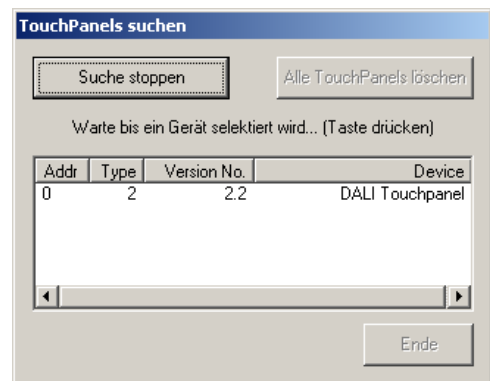 TouchPanels suchen
Suche stoppen Alle TouchPanels löschen
Warte bis ein Gerät selektiert wird... (Taste drücken)
Addr Type Version No. Device
0 2 2.2 DALI Touchpanel
Ende